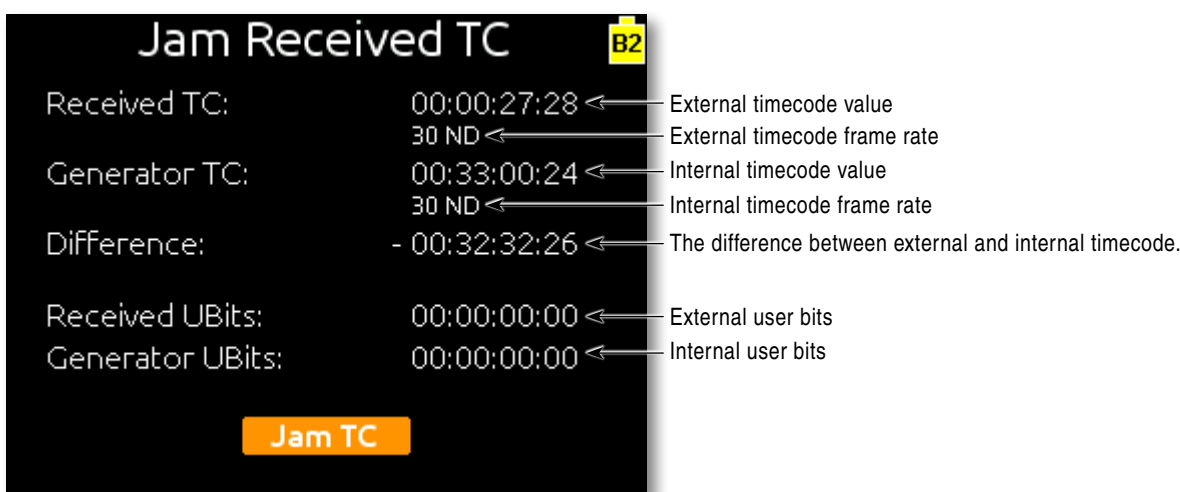 Jam Received TC B2
Received TC: 00:00:27:28 External timecode value
30 ND External timecode frame rate
Generator TC: 00:33:00:24 Internal timecode value
30 ND Internal timecode frame rate
Difference: - 00:32:32:26 The difference between external and internal timecode.
Received UBits: 00:00:00:00 External user bits
Generator UBits: 00:00:00:00 Internal user bits
Jam TC